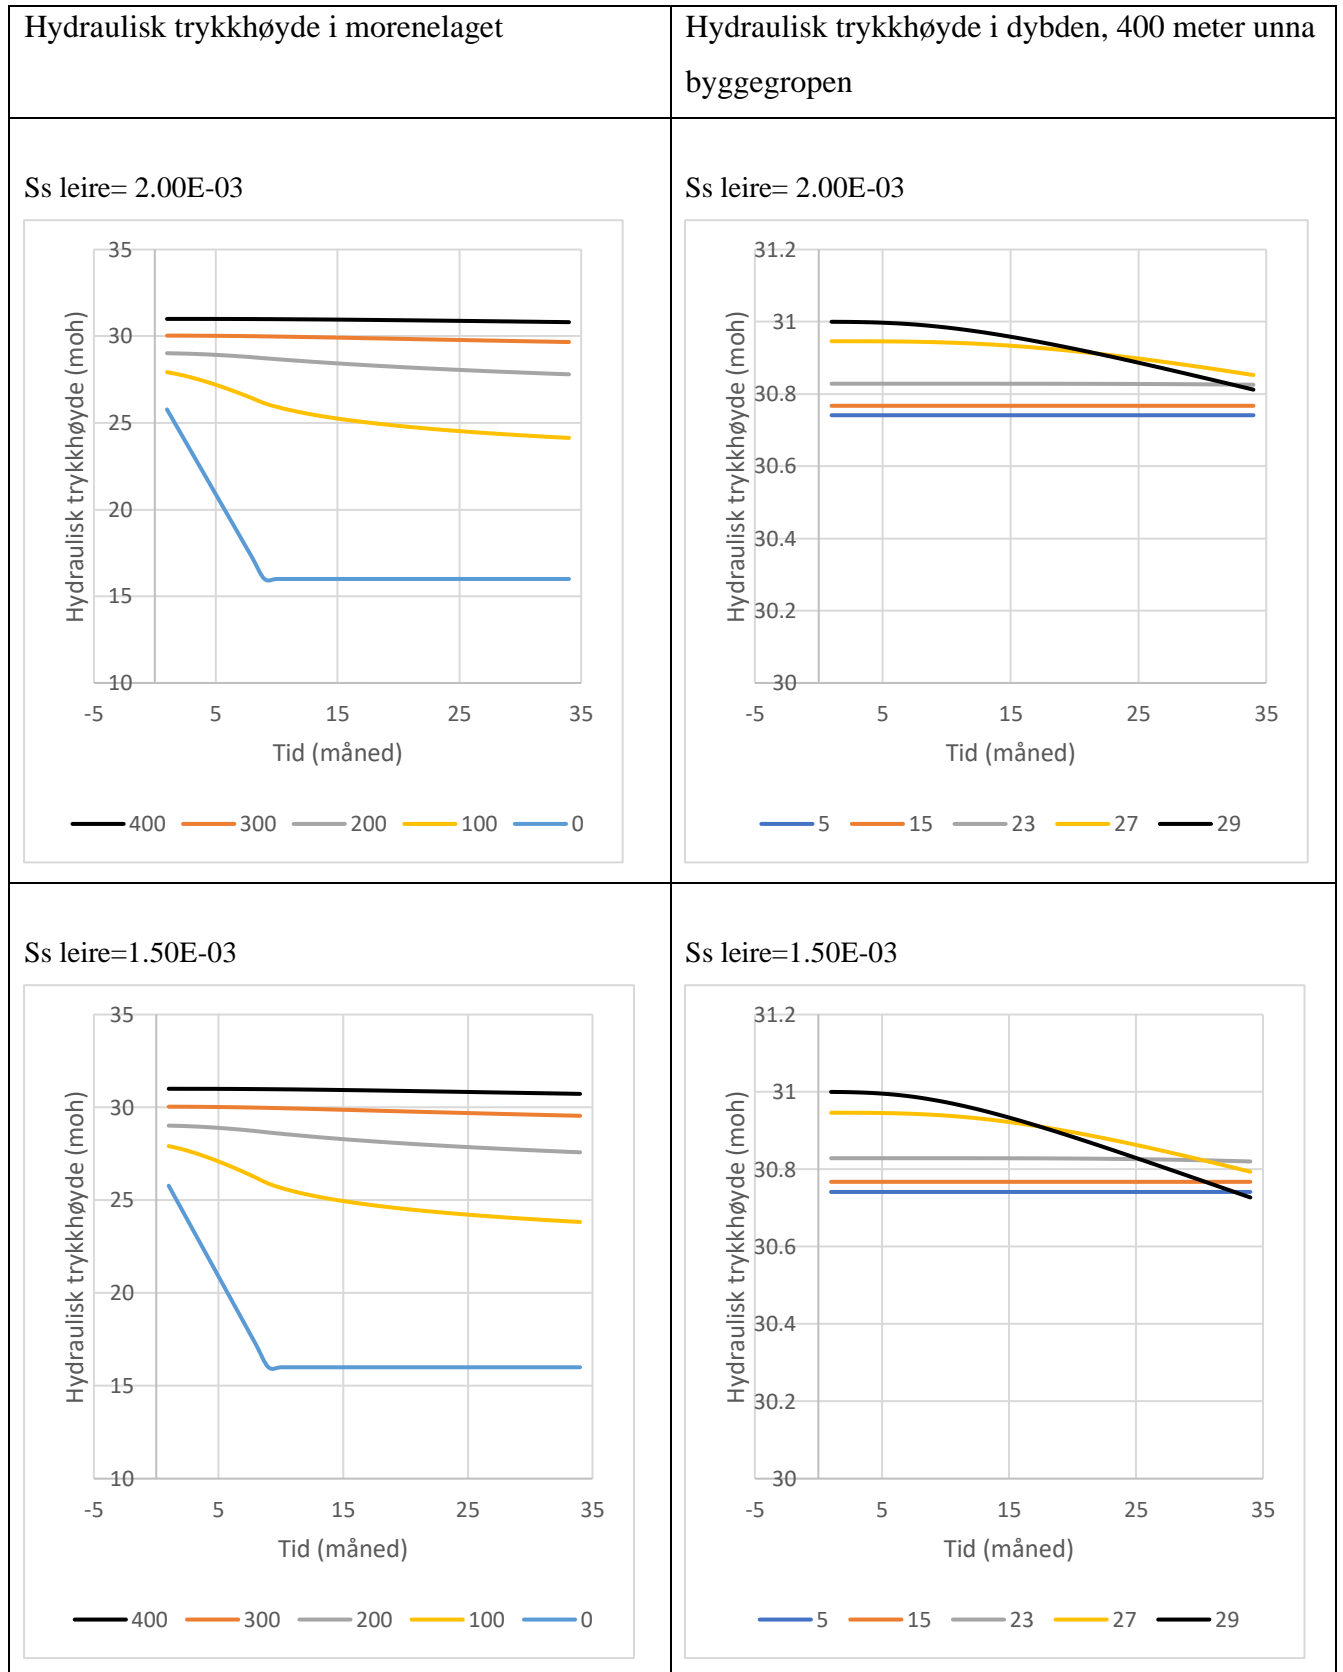 Hydraulisk trykkhøyde i morenelaget
Hydraulisk trykkhøyde i dybden, 400 meter unna
byggegropen
Ss leire= 2.00E-03
Hydraulisk trykkhøyde (moh)
35
30
25
20
15
10
-5 5 15 25 35
Tid (måned)
400 300 200 100 0
Ss leire= 2.00E-03
Hydraulisk trykkhøyde (moh)
31.2
31
30.8
30.6
30.4
30.2
30
-5 5 15 25 35
Tid (måned)
5 15 23 27 29
Ss leire=1.50E-03
Hydraulisk trykkhøyde (moh)
35
30
25
20
15
10
-5 5 15 25 35
Tid (måned)
400 300 200 100 0
Ss leire=1.50E-03
Hydraulisk trykkhøyde (moh)
31.2
31
30.8
30.6
30.4
30.2
30
-5 5 15 25 35
Tid (måned)
5 15 23 27 29